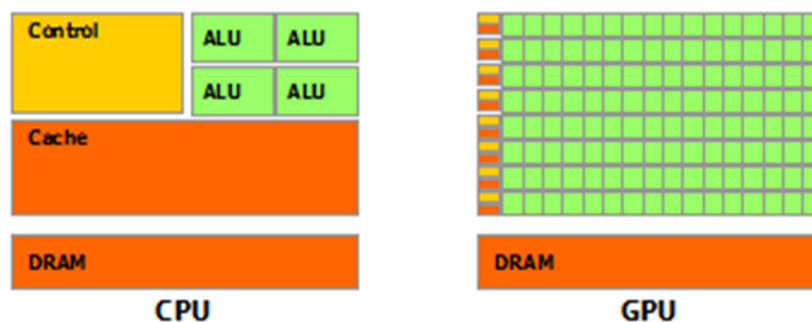 Control
ALU ALU
ALU ALU
Cache
DRAM
CPU
DRAM
GPU